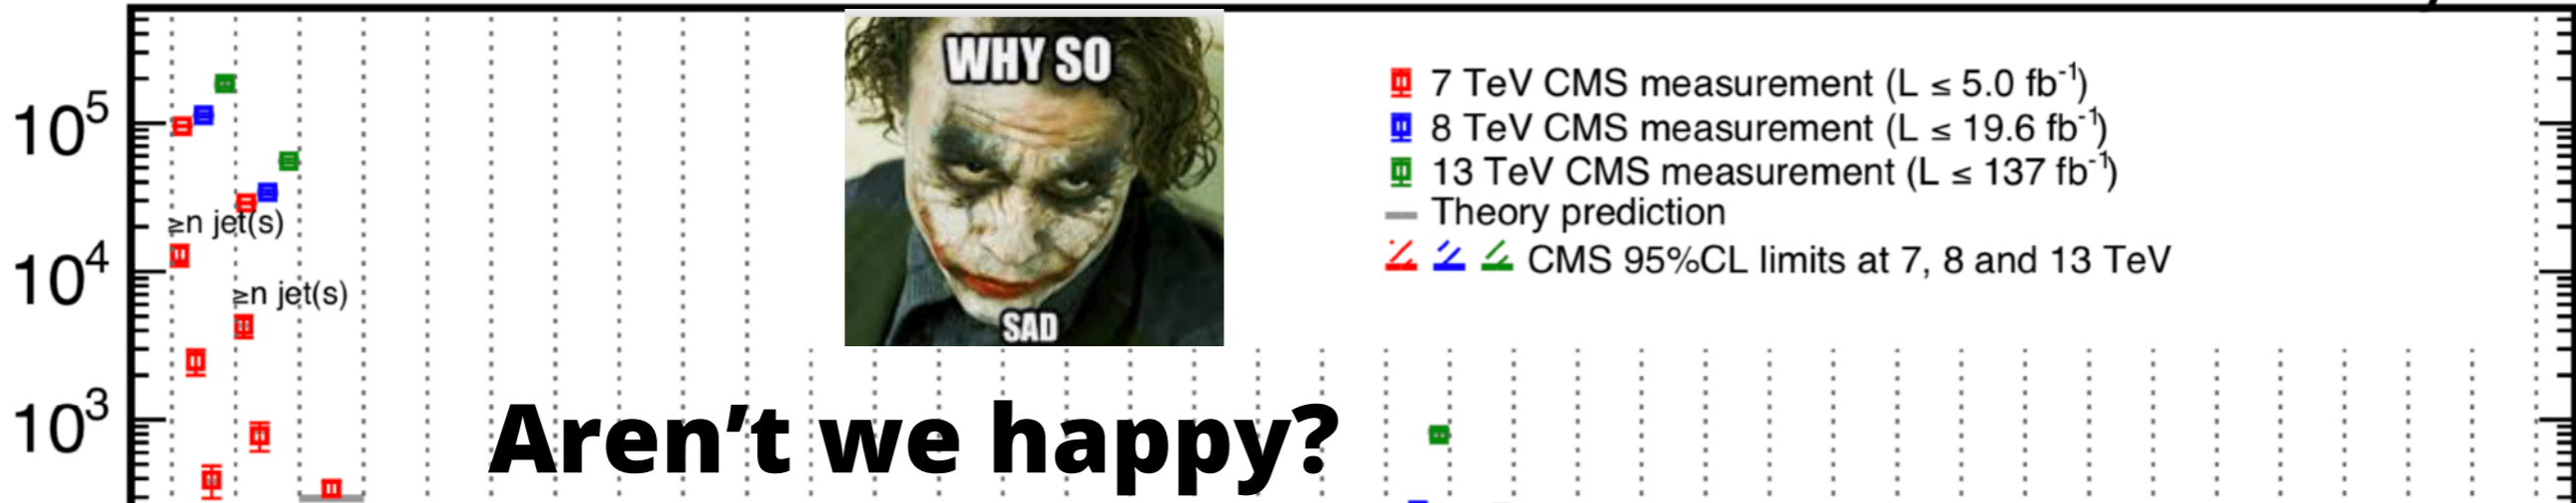 10⁵
10⁴
10³
≥n jet(s)
≥n jet(s)
WHY SO
SAD
Aren’t we happy?
7 TeV CMS measurement (L ≤ 5.0 fb⁻¹)
8 TeV CMS measurement (L ≤ 19.6 fb⁻¹)
13 TeV CMS measurement (L ≤ 137 fb⁻¹)
Theory prediction
CMS 95%CL limits at 7, 8 and 13 TeV